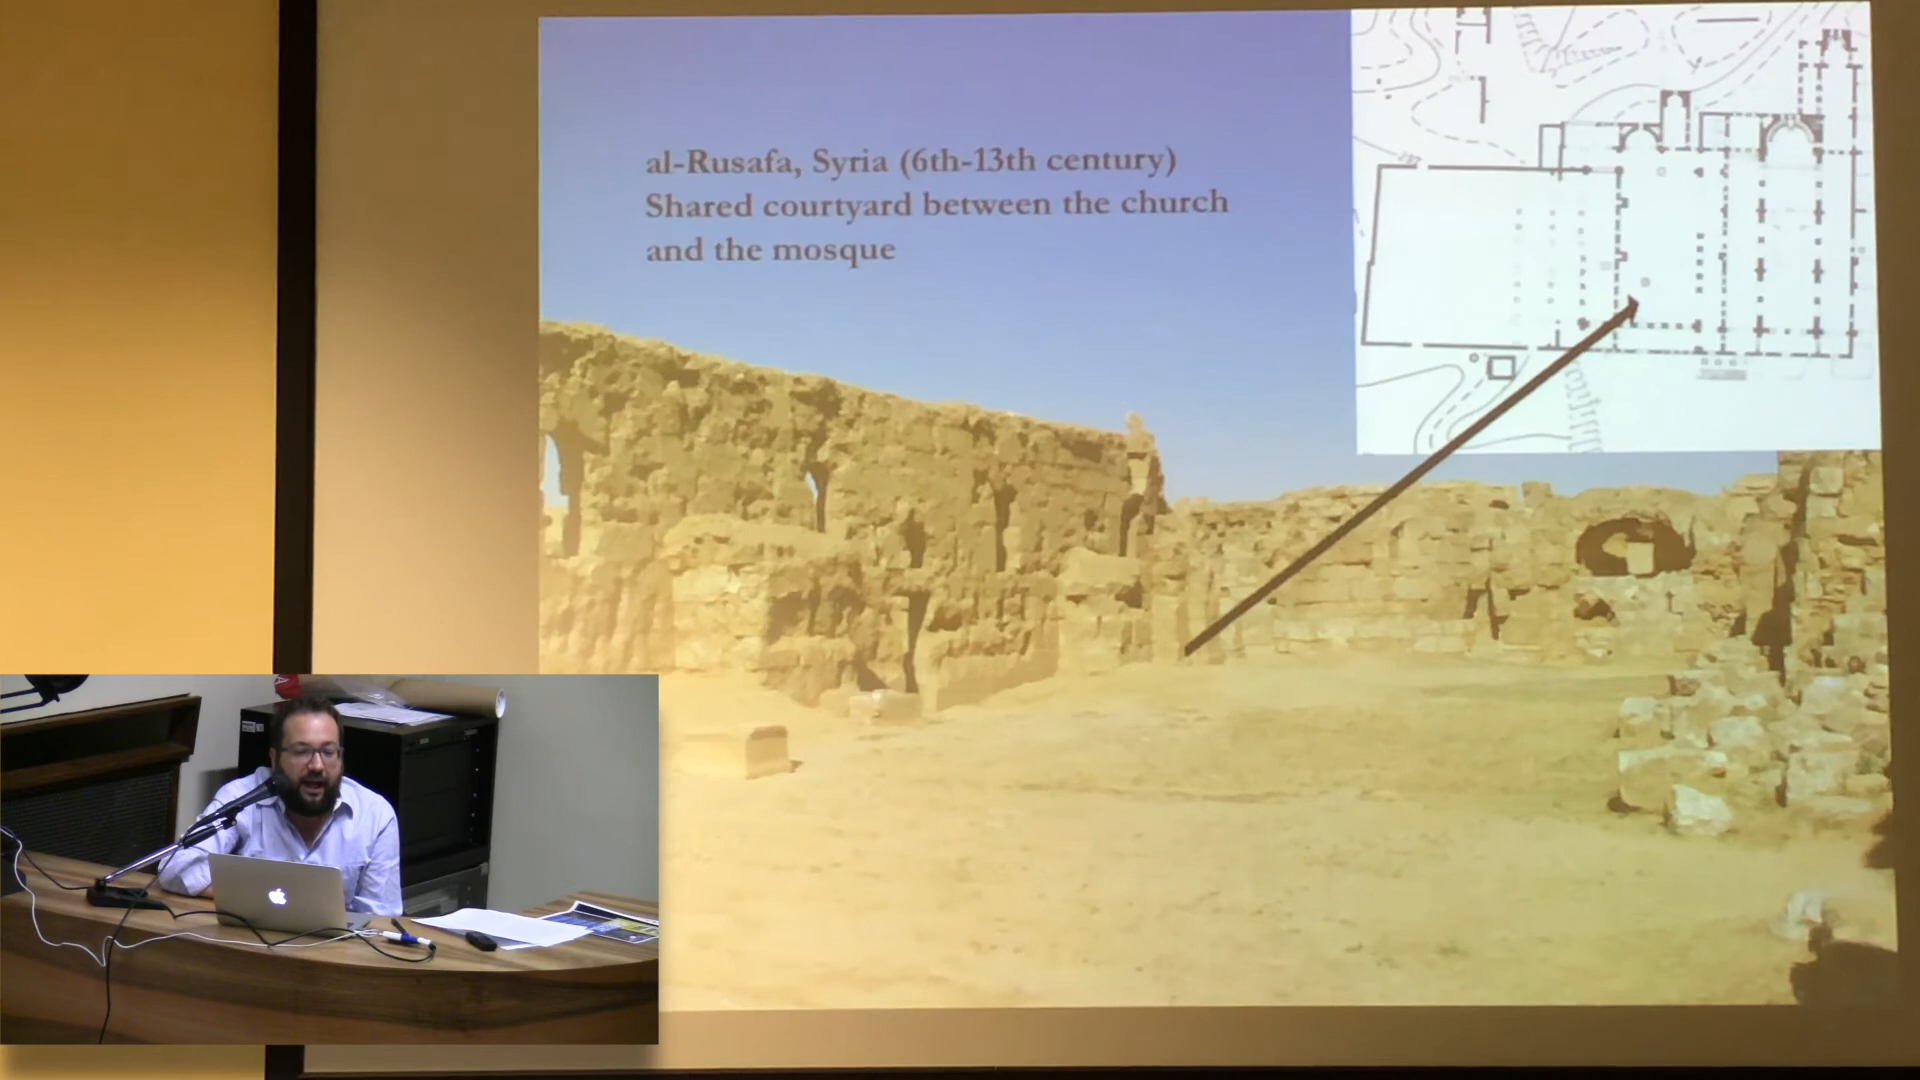 al-Rusafa, Syria (6th-13th century)
Shared courtyard between the church
and the mosque